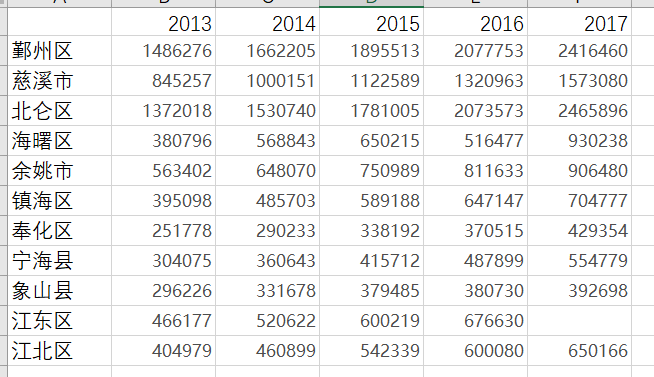 2013 2014 2015 2016 2017
鄞州区 1486276 1662205 1895513 2077753 2416460
慈溪市 845257 1000151 1122589 1320963 1573080
北仑区 1372018 1530740 1781005 2073573 2465896
海曙区 380796 568843 650215 516477 930238
余姚市 563402 648070 750989 811633 906480
镇海区 395098 485703 589188 647147 704777
奉化区 251778 290233 338192 370515 429354
宁海县 304075 360643 415712 487899 554779
象山县 296226 331678 379485 380730 392698
江东区 466177 520622 600219 676630
江北区 404979 460899 542339 600080 650166